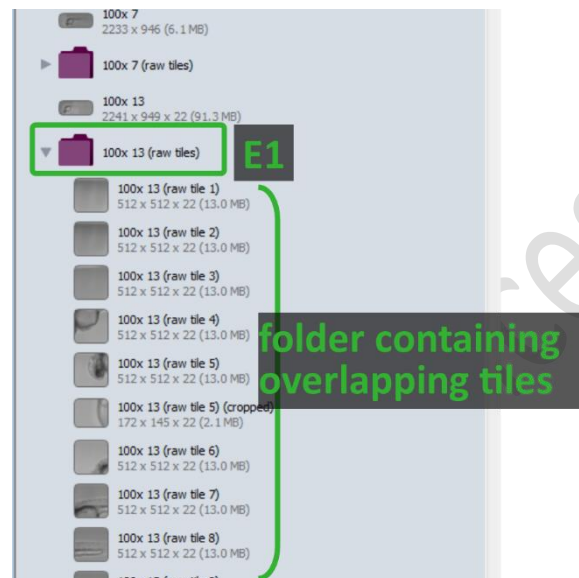 100x 7
2233 x 946 (6.1 MB)
100x 7 (raw tiles)
100x 13
2241 x 949 x 22 (91.3 MB)
100x 13 (raw tiles)
E1
100x 13 (raw tile 1)
512 x 512 x 22 (13.0 MB)
100x 13 (raw tile 2)
512 x 512 x 22 (13.0 MB)
100x 13 (raw tile 3)
512 x 512 x 22 (13.0 MB)
100x 13 (raw tile 4)
512 x 512 x 22 (13.0 MB)
folder containing
overlapping tiles
100x 13 (raw tile 5)
512 x 512 x 22 (13.0 MB)
100x 13 (raw tile 5) (cropped)
172 x 145 x 22 (2.1 MB)
100x 13 (raw tile 6)
512 x 512 x 22 (13.0 MB)
100x 13 (raw tile 7)
512 x 512 x 22 (13.0 MB)
100x 13 (raw tile 8)
512 x 512 x 22 (13.0 MB)